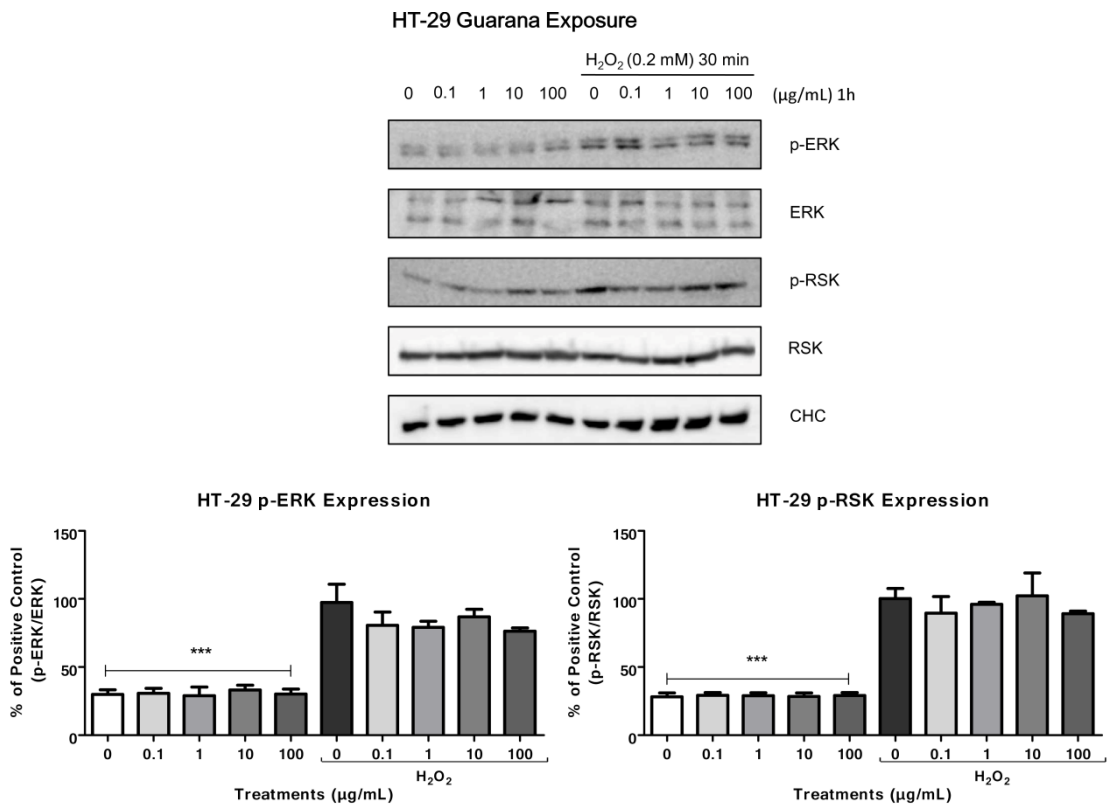 HT-29 Guarana Exposure
H₂O₂ (0.2 mM) 30 min
0 0.1 1 10 100 0 0.1 1 10 100 (µg/mL) 1h
p-ERK
ERK
p-RSK
RSK
CHC
HT-29 p-ERK Expression
% of Positive Control
(p-ERK/ERK)
150
100
50
0
***
0 0.1 1 10 100 0 0.1 1 10 100
H₂O₂
Treatments (µg/mL)
HT-29 p-RSK Expression
% of Positive Control
(p-RSK/RSK)
150
100
50
0
***
0 0.1 1 10 100 0 0.1 1 10 100
H₂O₂
Treatments (µg/mL)